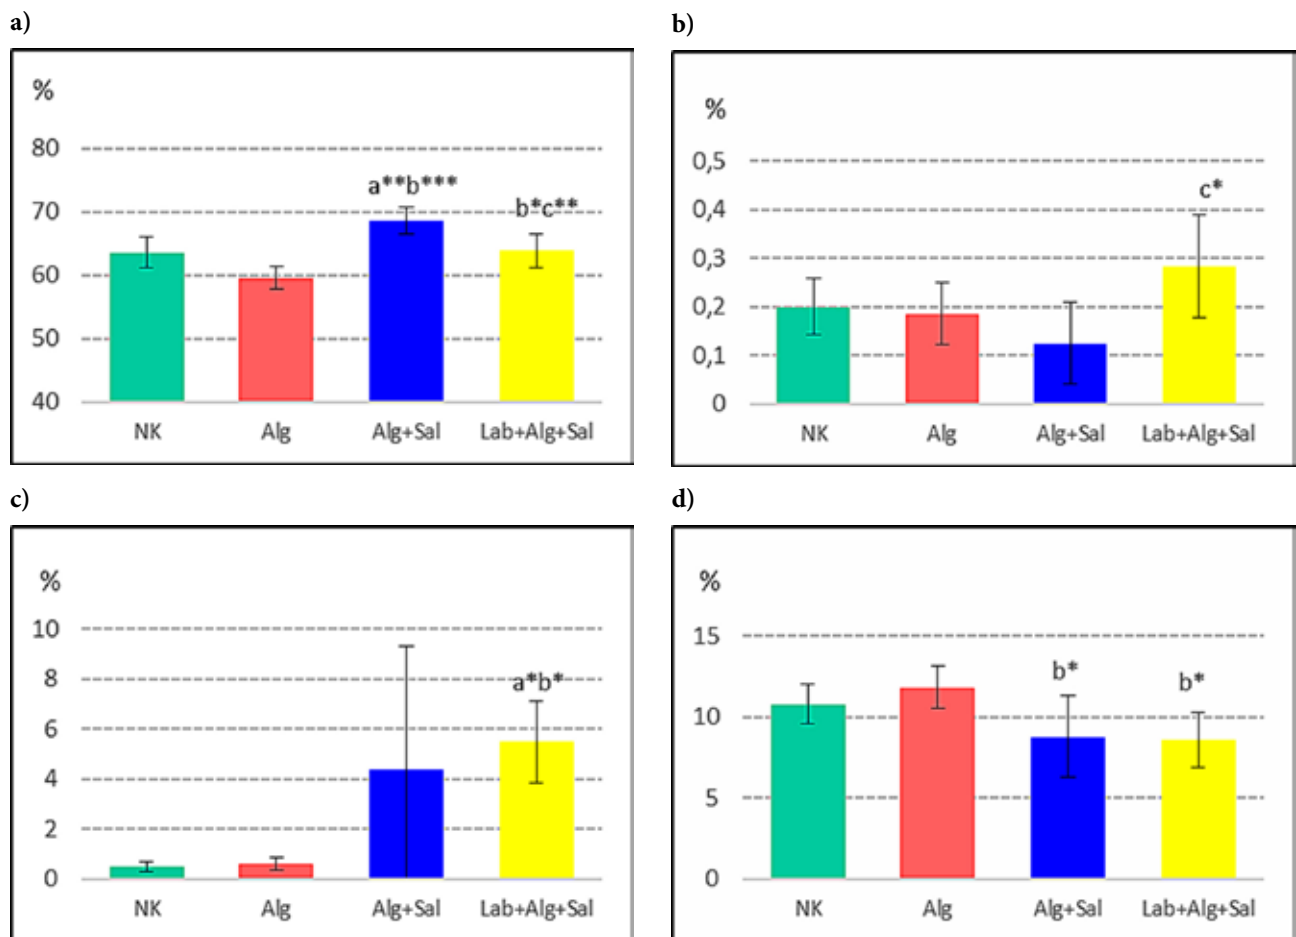 a)
%
80
a**b***
70
b*c**
60
50
40
NK Alg Alg+Sal Lab+Alg+Sal
b)
%
0,5
c*
0,4
0,3
0,2
0,1
0
NK Alg Alg+Sal Lab+Alg+Sal
c)
%
10
8
a*b*
6
4
2
0
NK Alg Alg+Sal Lab+Alg+Sal
d)
%
15
b* b*
10
5
0
NK Alg Alg+Sal Lab+Alg+Sal